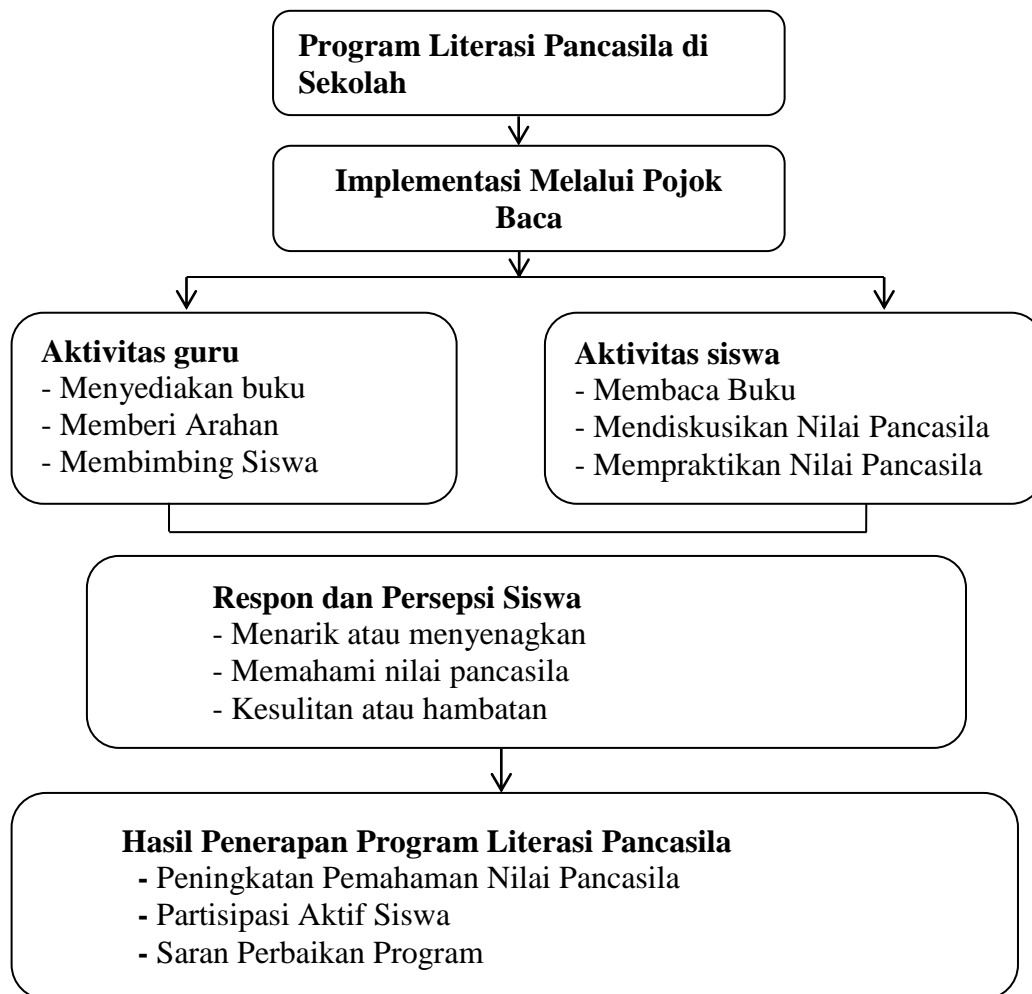 Program Literasi Pancasila di
Sekolah
Implementasi Melalui Pojok
Baca
Aktivitas guru
- Menyediakan buku
- Memberi Arahan
- Membimbing Siswa
Aktivitas siswa
- Membaca Buku
- Mendiskusikan Nilai Pancasila
- Mempraktikan Nilai Pancasila
Respon dan Persepsi Siswa
- Menarik atau menyenagkan
- Memahami nilai pancasila
- Kesulitan atau hambatan
Hasil Penerapan Program Literasi Pancasila
- Peningkatan Pemahaman Nilai Pancasila
- Partisipasi Aktif Siswa
- Saran Perbaikan Program